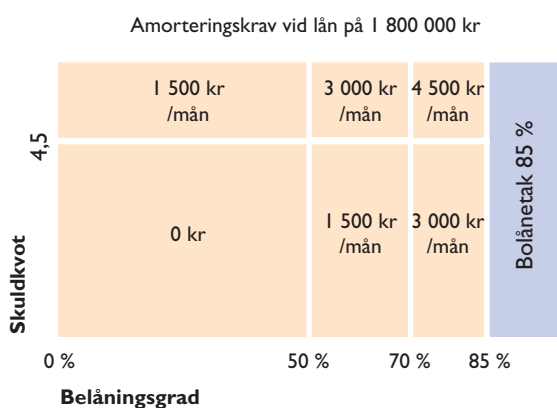 Amorteringskrav vid lån på 1 800 000 kr
1 500 kr
/mån
3 000 kr
/mån
4 500 kr
/mån
4,5
0 kr
1 500 kr
/mån
3 000 kr
/mån
Bolånetak 85 %
Skuldkvot
0 %
50 %
70 %
85 %
Belåningsgrad